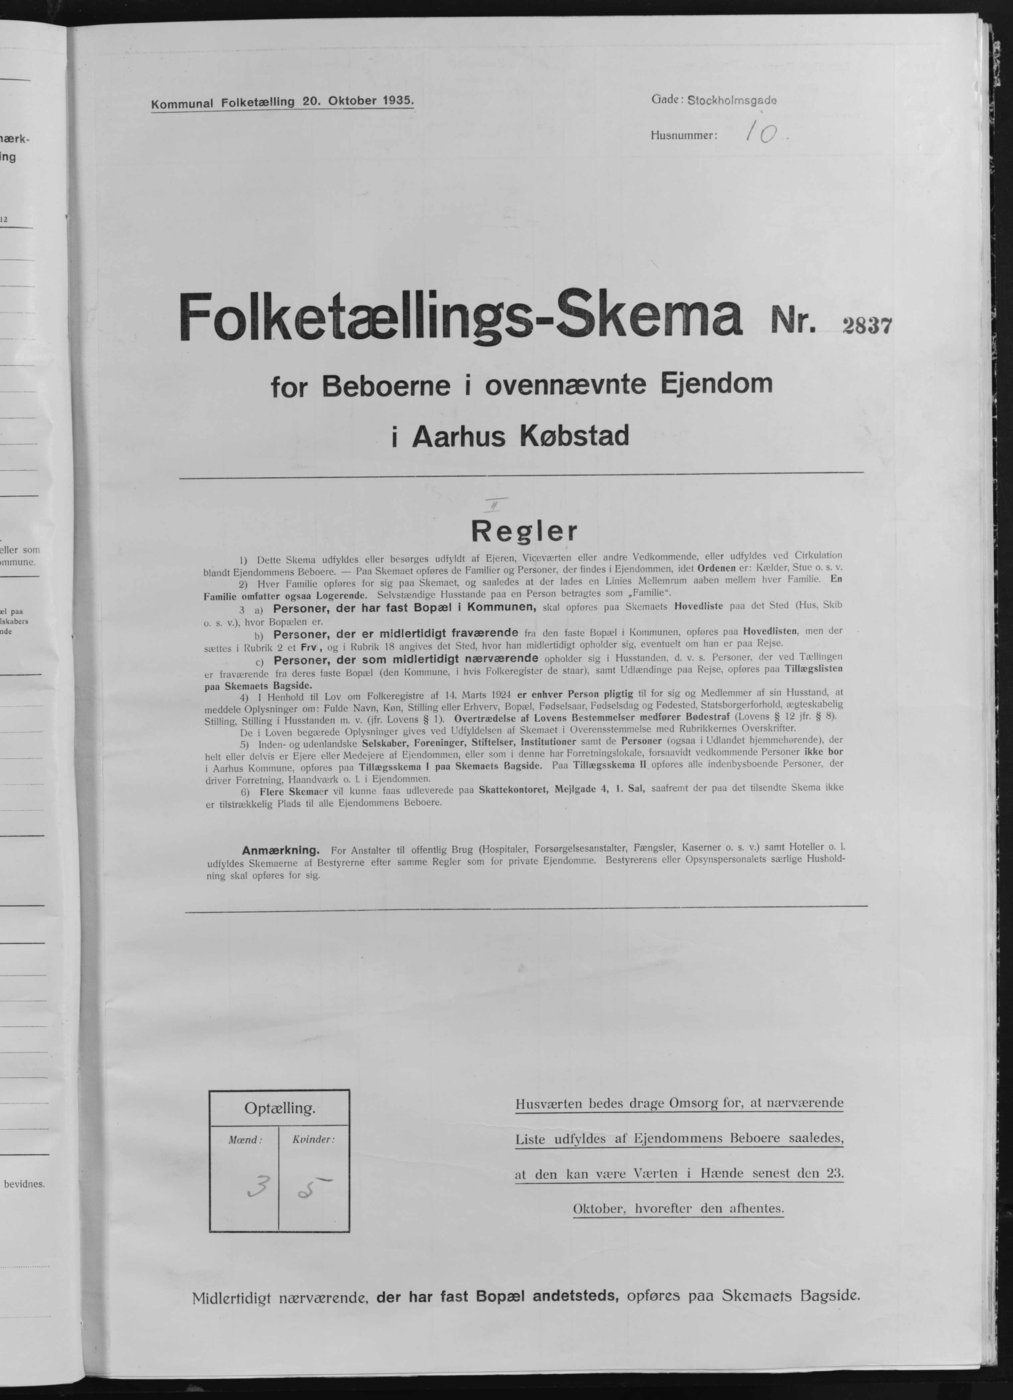 mærk-
ing
12
eller som
ommune.
el paa
lskabers
nde
bevidnes.
Kommunal Folketælling 20. Oktober 1935.
Gade: Stockholmsgade
Husnummer: 10
Folketællings-Skema Nr. 2837
for Beboerne i ovennævnte Ejendom
i Aarhus Købstad
II
Regler
1) Dette Skema udfyldes eller besørges udfyldt af Ejeren, Viceværten eller andre Vedkommende, eller udfyldes ved Cirkulation
blandt Ejendommens Beboere. — Paa Skemaet opføres de Familier og Personer, der findes i Ejendommen, idet Ordenen er: Kælder, Stue o. s. v.
2) Hver Familie opføres for sig paa Skemaet, og saaledes at der lades en Linies Mellemrum aaben mellem hver Familie. En
Familie omfatter ogsaa Logerende. Selvstændige Husstande paa en Person betragtes som „Familie".
3 a) Personer, der har fast Bopæl i Kommunen, skal opføres paa Skemaets Hovedliste paa det Sted (Hus, Skib
o. s. v.), hvor Bopælen er.
b) Personer, der er midlertidigt fraværende fra den faste Bopæl i Kommunen, opføres paa Hovedlisten, men der
sættes i Rubrik 2 et Frv., og i Rubrik 18 angives det Sted, hvor han midlertidigt opholder sig, eventuelt om han er paa Rejse.
c) Personer, der som midlertidigt nærværende opholder sig i Husstanden, d. v. s. Personer, der ved Tællingen
er fraværende fra deres faste Bopæl (den Kommune, i hvis Folkeregister de staar), samt Udlændinge paa Rejse, opføres paa Tillægslisten
paa Skemaets Bagside.
4) I Henhold til Lov om Folkeregistre af 14. Marts 1924 er enhver Person pligtig til for sig og Medlemmer af sin Husstand, at
meddele Oplysninger om: Fulde Navn, Køn, Stilling eller Erhverv, Bopæl, Fødselsaar, Fødselsdag og Fødested, Statsborgerforhold, ægteskabelig
Stilling, Stilling i Husstanden m. v. (jfr. Lovens § 1). Overtrædelse af Lovens Bestemmelser medfører Bødestraf (Lovens § 12 jfr. § 8).
De i Loven begærede Oplysninger gives ved Udfyldelsen af Skemaet i Overensstemmelse med Rubrikkernes Overskrifter.
5) Inden- og udenlandske Selskaber, Foreninger, Stiftelser, Institutioner samt de Personer (ogsaa i Udlandet hjemmehørende), der
helt eller delvis er Ejere eller Medejere af Ejendommen, eller som i denne har Forretningslokale, forsaavidt vedkommende Personer ikke bor
i Aarhus Kommune, opføres paa Tillægsskema I paa Skemaets Bagside. Paa Tillægsskema II opføres alle indenbysboende Personer, der
driver Forretning, Haandværk o. l. i Ejendommen.
6) Flere Skemaer vil kunne faas udleverede paa Skattekontoret, Mejlgade 4, 1. Sal, saafremt der paa det tilsendte Skema ikke
er tilstrækkelig Plads til alle Ejendommens Beboere.
Anmærkning. For Anstalter til offentlig Brug (Hospitaler, Forsørgelsesanstalter, Fængsler, Kaserner o. s. v.) samt Hoteller o. l.
udfyldes Skemaerne af Bestyrerne efter samme Regler som for private Ejendomme. Bestyrerens eller Opsynspersonalets særlige Hushold-
ning skal opføres for sig.
Optælling.
Mænd: Kvinder:
3 5
Husværten bedes drage Omsorg for, at nærværende
Liste udfyldes af Ejendommens Beboere saaledes,
at den kan være Værten i Hænde senest den 23.
Oktober, hvorefter den afhentes.
Midlertidigt nærværende, der har fast Bopæl andetsteds, opføres paa Skemaets Bagside.